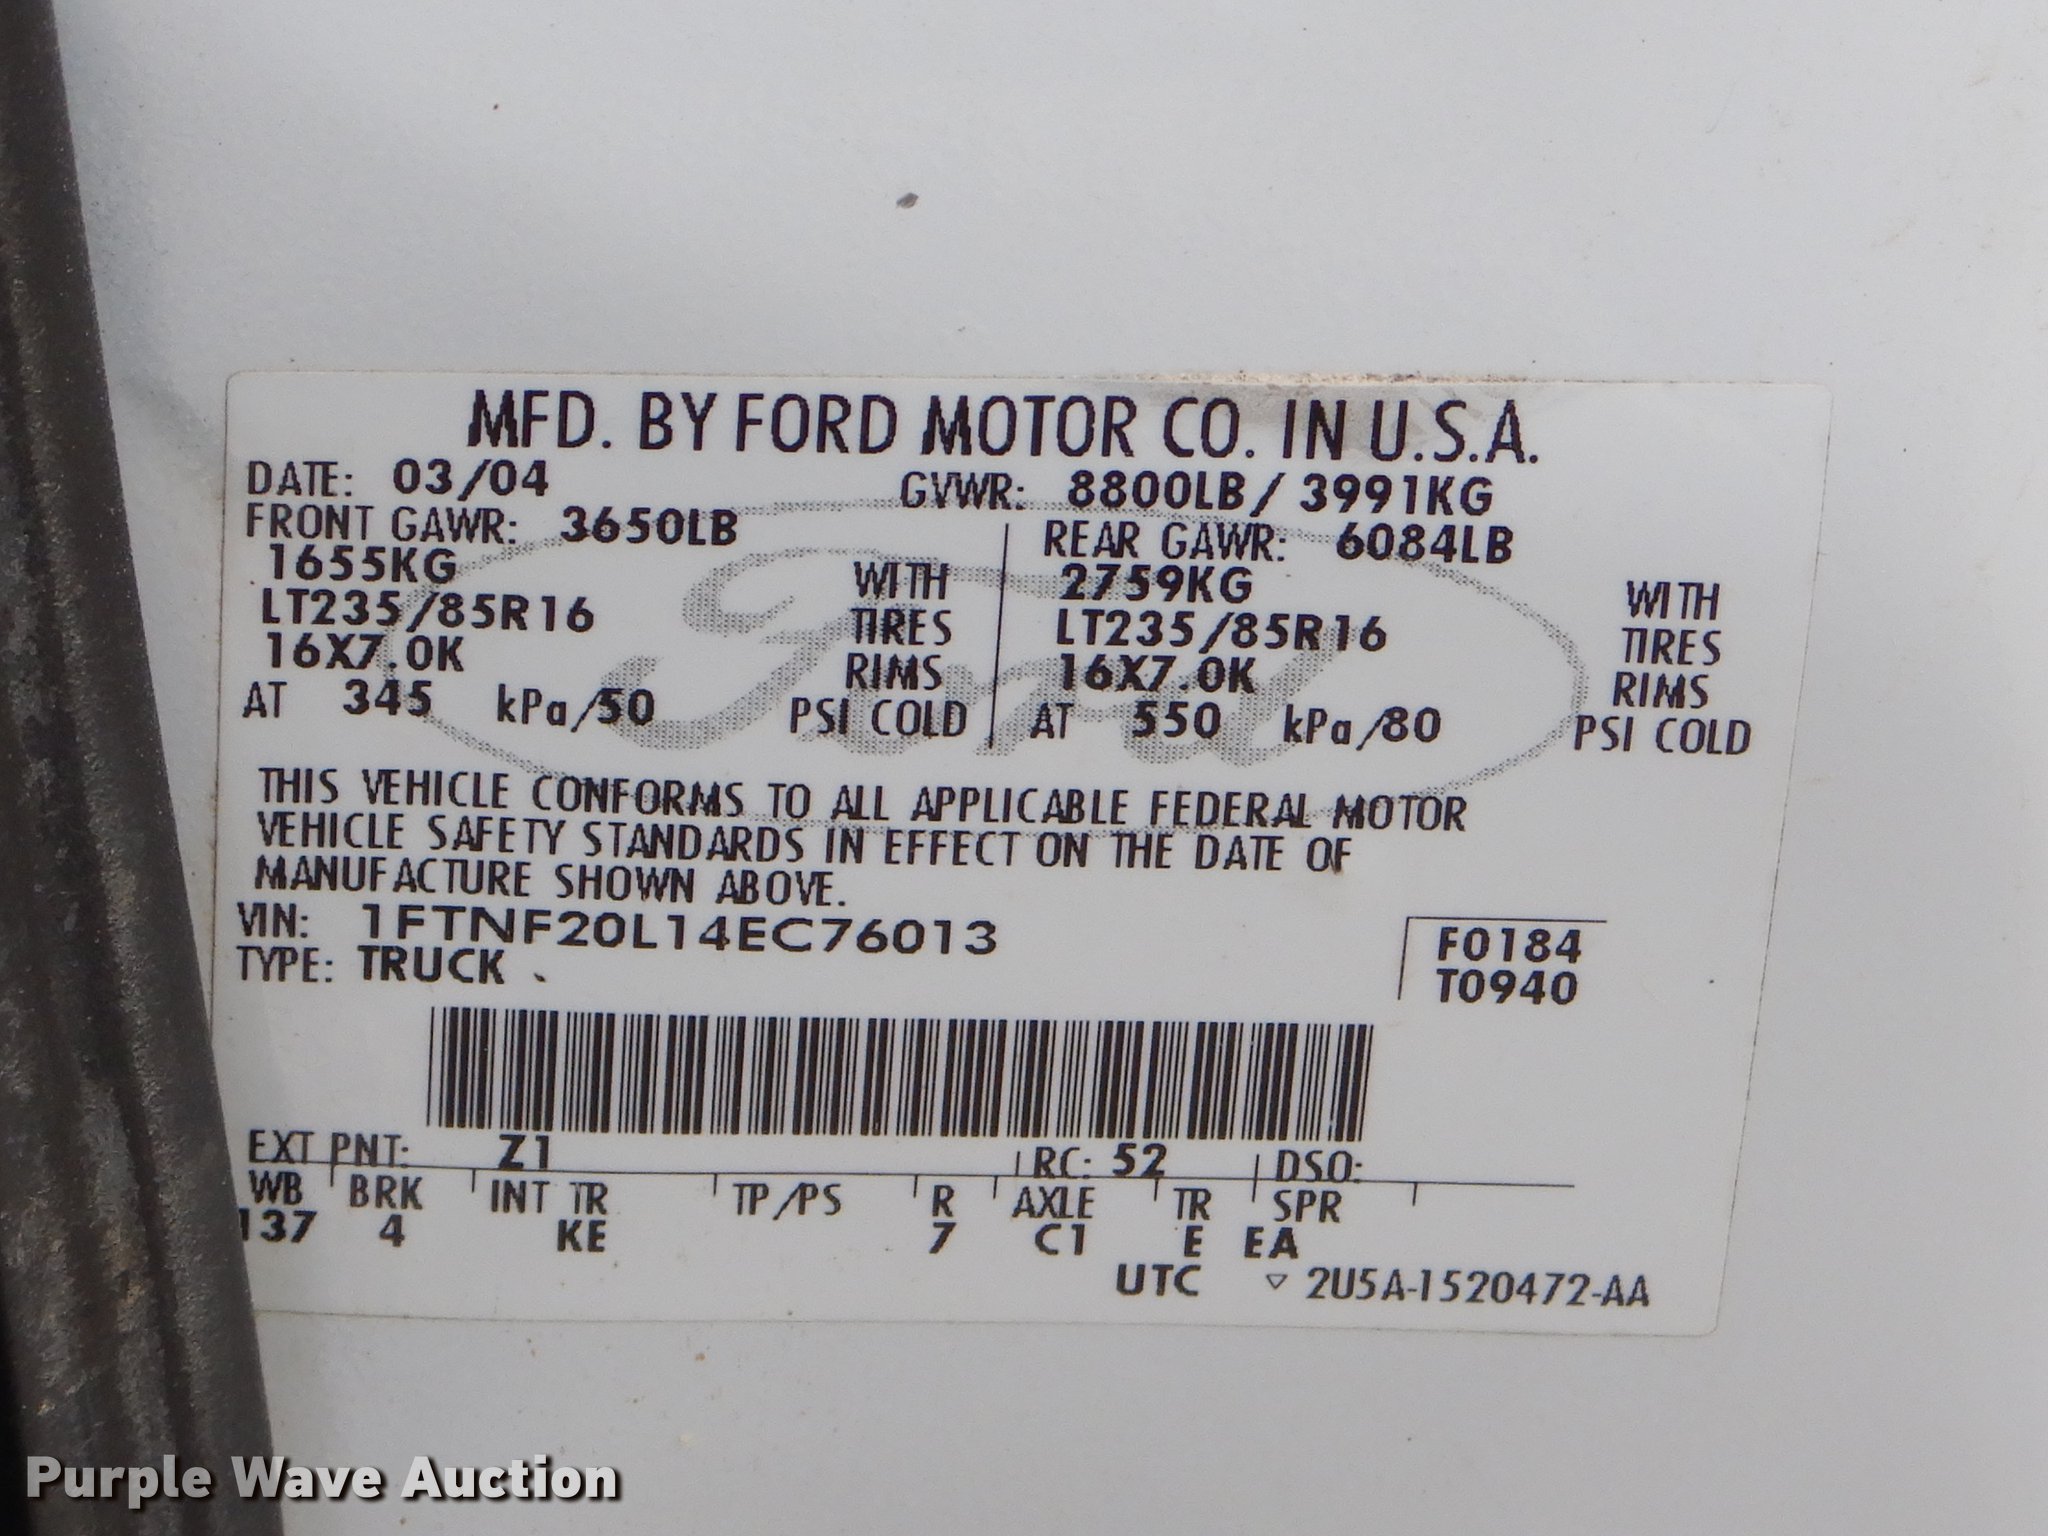 MFD. BY FORD MOTOR CO. IN U.S.A.
DATE: 03/04 GVWR: 8800LB/ 3991KG
FRONT GAWR: 3650LB REAR GAWR: 6084LB
1655KG WITH 2759KG WITH
LT235/85R16 TIRES LT235/85R16 TIRES
16X7.0K RIMS 16X7.0K RIMS
AT 345 kPa/50 PSI COLD AT 550 kPa/80 PSI COLD
Ford
THIS VEHICLE CONFORMS TO ALL APPLICABLE FEDERAL MOTOR
VEHICLE SAFETY STANDARDS IN EFFECT ON THE DATE OF
MANUFACTURE SHOWN ABOVE.
VIN: 1FTNF20L14EC76013
TYPE: TRUCK
F0184
T0940
EXT PNT: Z1 RC: 52 DSO:
WB BRK INT TR TP/PS R AXLE TR SPR
137 4 KE 7 C1 E EA
UTC ▽ 2U5A-1520472-AA
Purple Wave Auction